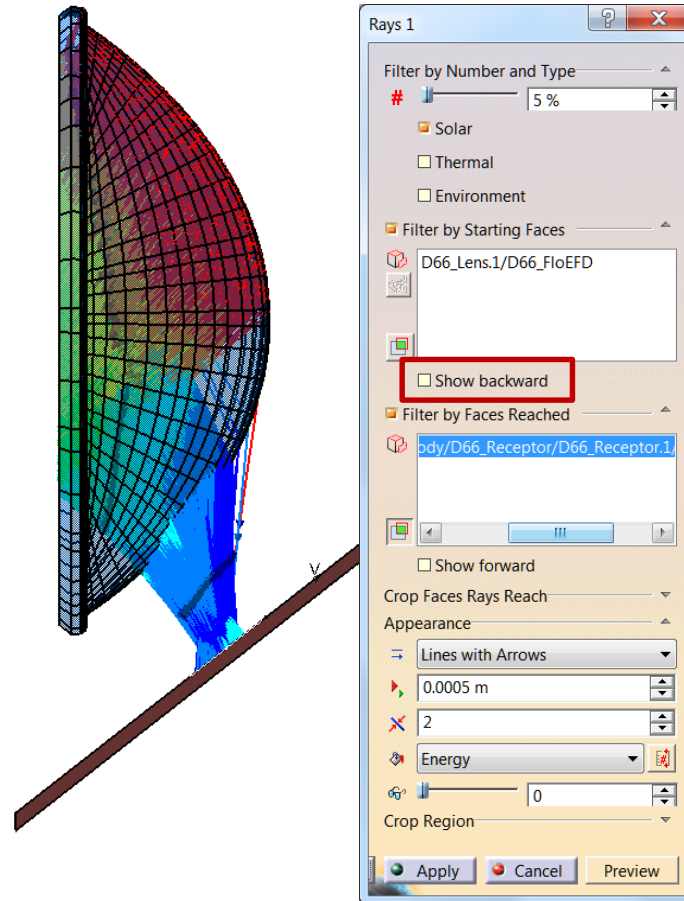 Rays 1
?
X
Filter by Number and Type
#
5 %
Solar
Thermal
Environment
Filter by Starting Faces
D66_Lens.1/D66_FloEFD
Show backward
Filter by Faces Reached
ody/D66_Receptor/D66_Receptor.1/
Show forward
Crop Faces Rays Reach
Appearance
Lines with Arrows
0.0005 m
2
Energy
0
Crop Region
Apply
Cancel
Preview